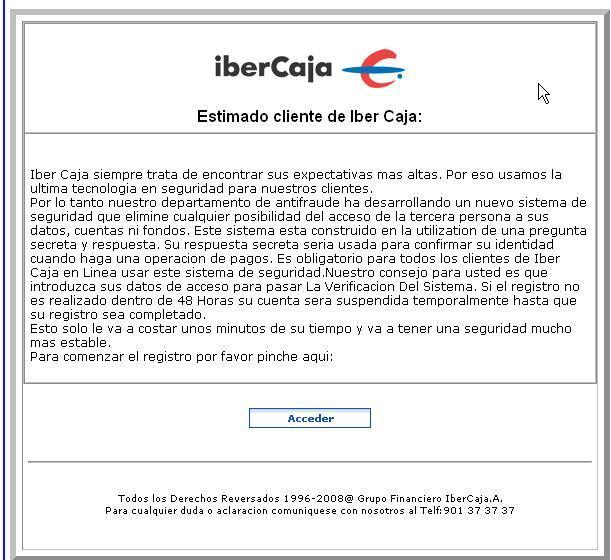 iberCaja
Estimado cliente de Iber Caja:
Iber Caja siempre trata de encontrar sus expectativas mas altas. Por eso usamos la
ultima tecnologia en seguridad para nuestros clientes.
Por lo tanto nuestro departamento de antifraude ha desarrollando un nuevo sistema de
seguridad que elimine cualquier posibilidad del acceso de la tercera persona a sus
datos, cuentas ni fondos. Este sistema esta construido en la utilization de una pregunta
secreta y respuesta. Su respuesta secreta seria usada para confirmar su identidad
cuando haga una operacion de pagos. Es obligatorio para todos los clientes de Iber
Caja en Linea usar este sistema de seguridad.Nuestro consejo para usted es que
introduzca sus datos de acceso para pasar La Verificacion Del Sistema. Si el registro no
es realizado dentro de 48 Horas su cuenta sera suspendida temporalmente hasta que
su registro sea completado.
Esto solo le va a costar unos minutos de su tiempo y va a tener una seguridad mucho
mas estable.
Para comenzar el registro por favor pinche aqui:
Acceder
Todos los Derechos Reversados 1996-2008@ Grupo Financiero IberCaja.A.
Para cualquier duda o aclaracion comuniquese con nosotros al Telf:901 37 37 37